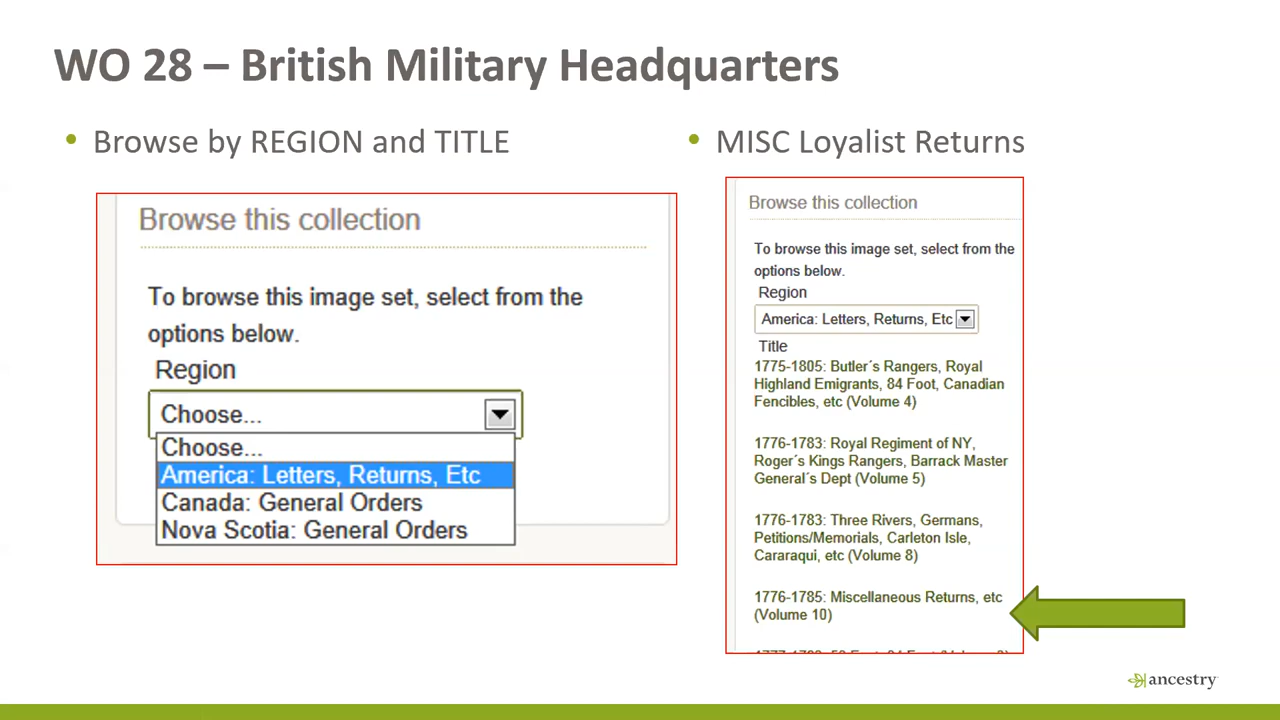 WO 28 – British Military Headquarters
• Browse by REGION and TITLE
Browse this collection
To browse this image set, select from the
options below.
Region
Choose...
Choose...
America: Letters, Returns, Etc
Canada: General Orders
Nova Scotia: General Orders
• MISC Loyalist Returns
Browse this collection
To browse this image set, select from the
options below.
Region
America: Letters, Returns, Etc
Title
1775-1805: Butler´s Rangers, Royal
Highland Emigrants, 84 Foot, Canadian
Fencibles, etc (Volume 4)
1776-1783: Royal Regiment of NY,
Roger´s Kings Rangers, Barrack Master
General´s Dept (Volume 5)
1776-1783: Three Rivers, Germans,
Petitions/Memorials, Carleton Isle,
Cararaqui, etc (Volume 8)
1776-1785: Miscellaneous Returns, etc
(Volume 10)
ancestry